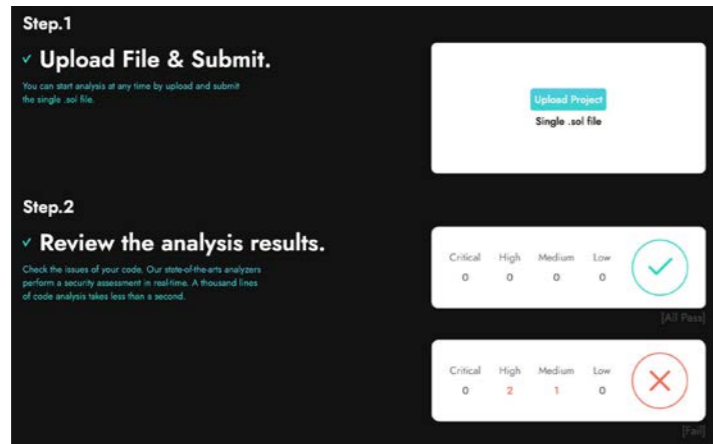 Step.1
Upload File & Submit.
You can start analysis at any time by upload and submit
the single .sol file.
Upload Project
Single .sol file
Step.2
Review the analysis results.
Check the issues of your code. Our state-of-the-arts analyzers
perform a security assessment in real-time. A thousand lines
of code analysis takes less than a second.
Critical High Medium Low
0 0 0 0
[All Pass]
Critical High Medium Low
0 2 1 0
[Fail]